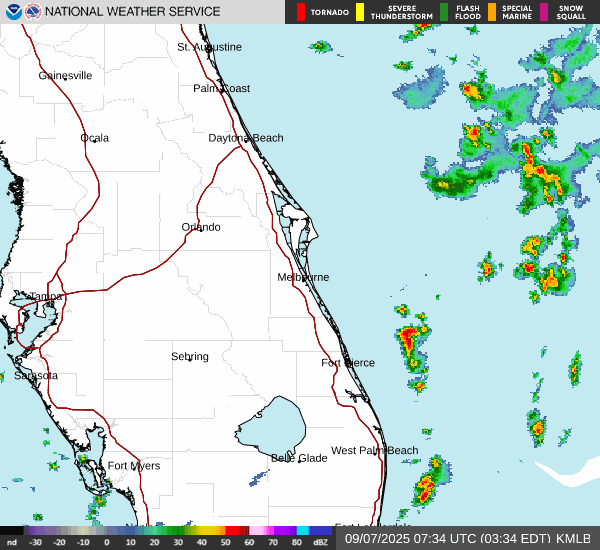 NATIONAL WEATHER SERVICE
TORNADO
SEVERE THUNDERSTORM
FLASH FLOOD
SPECIAL MARINE
SNOW SQUALL
St. Augustine
Gainesville
Palm Coast
Ocala
Daytona Beach
Orlando
Melbourne
Tampa
Sebring
Fort Pierce
Sarasota
West Palm Beach
Belle Glade
Fort Myers
nd -30 -20 -10 0 10 20 30 40 50 60 70 80 dBZ
09/07/2025 07:34 UTC (03:34 EDT) KMLB